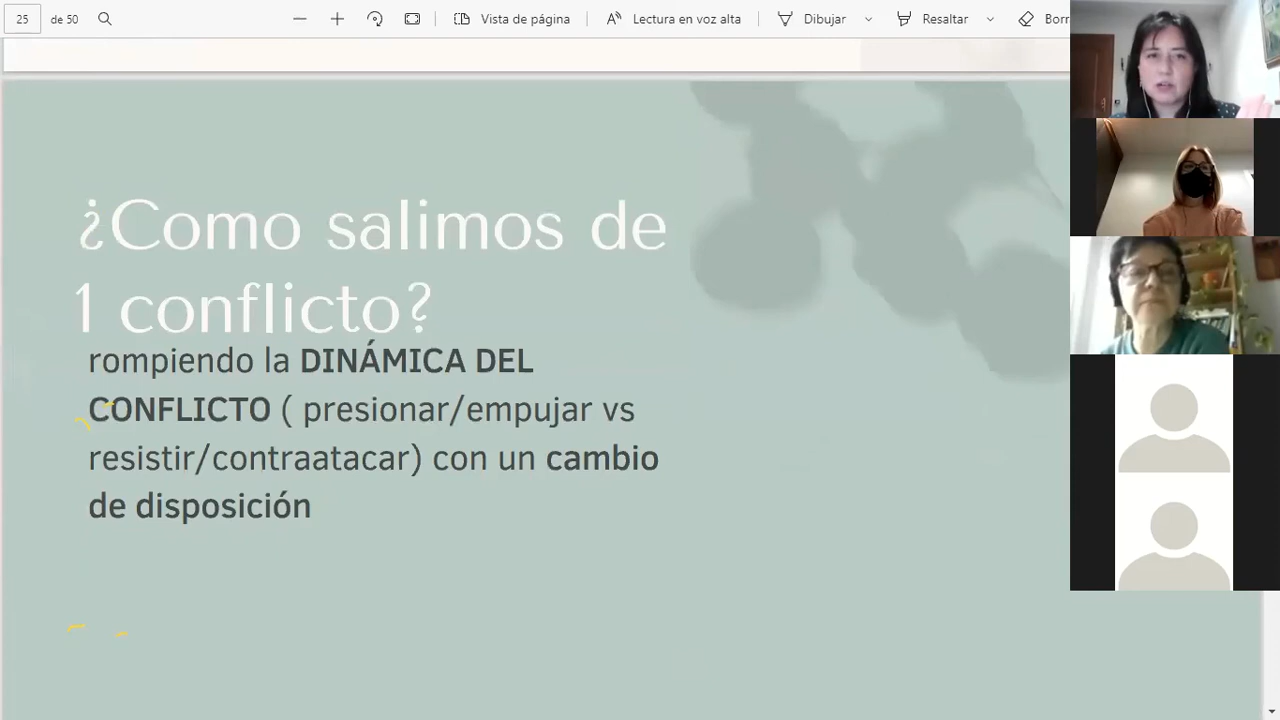 25 de 50 Vista de página Lectura en voz alta Dibujar Resaltar Borr
¿Como salimos de
1 conflicto?
rompiendo la DINÁMICA DEL
CONFLICTO ( presionar/empujar vs
resistir/contraatacar) con un cambio
de disposición